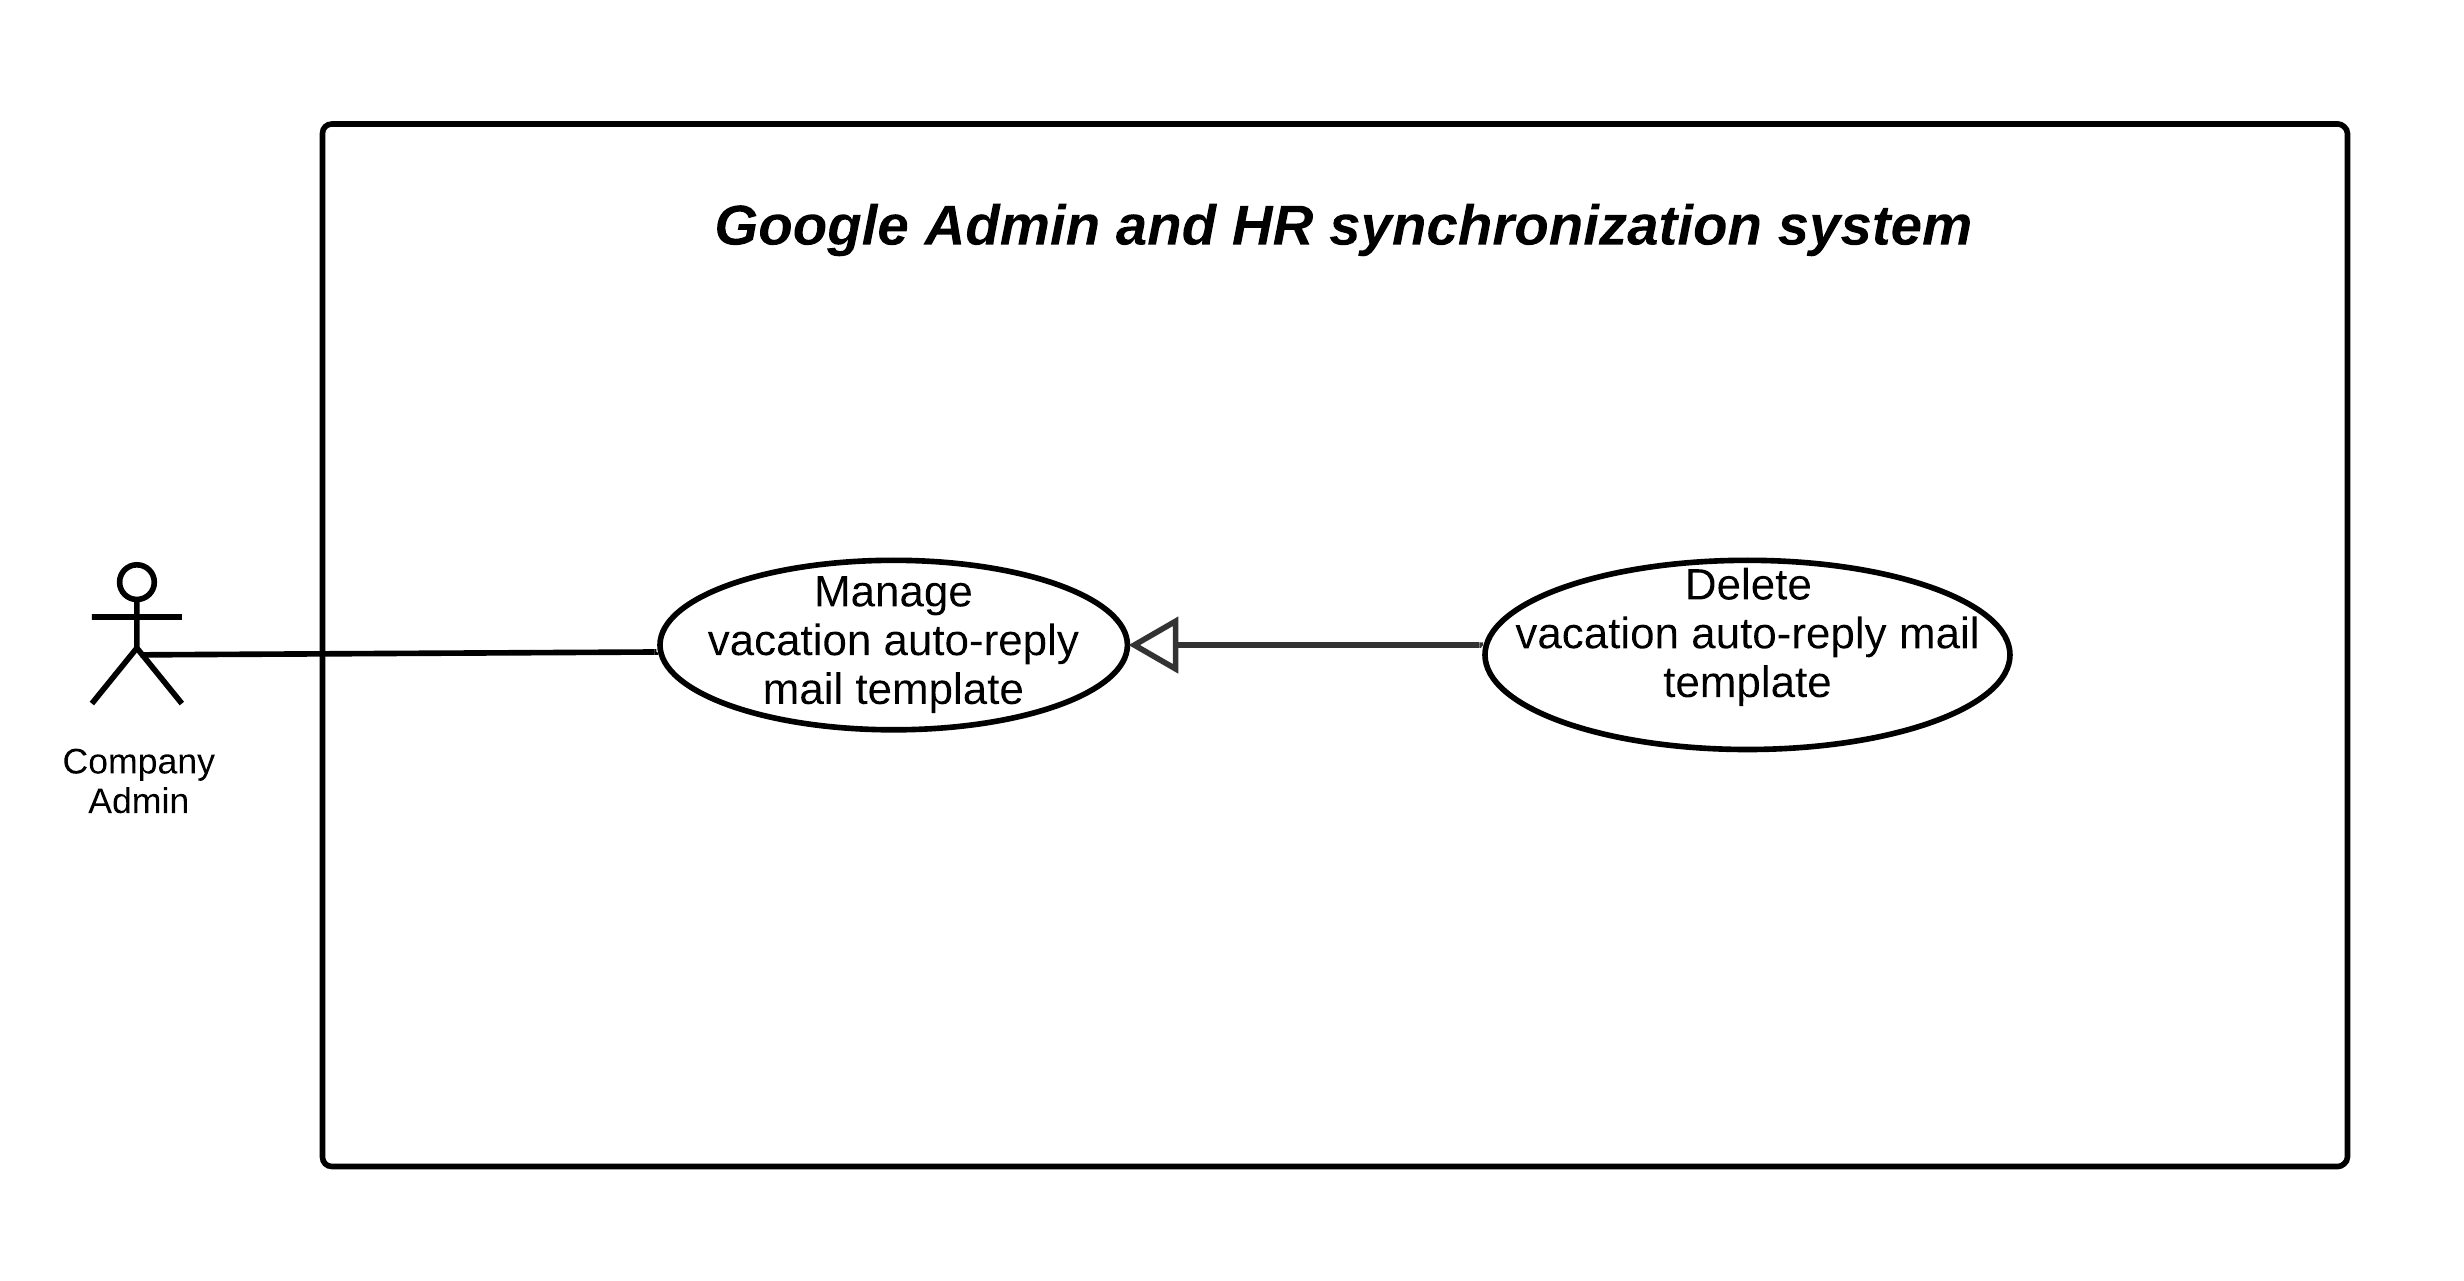 Google Admin and HR synchronization system
Manage
vacation auto-reply
mail template
Delete
vacation auto-reply mail
template
Company
Admin